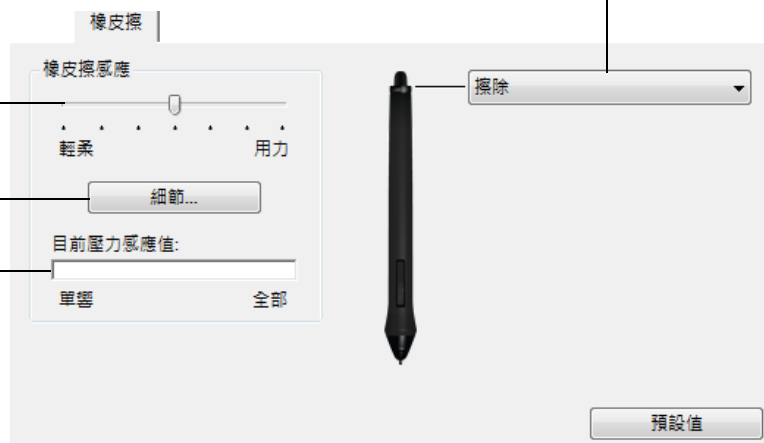 橡皮擦
橡皮擦感應
擦除
輕柔
用力
細節...
目前壓力感應值:
單響
全部
預設值